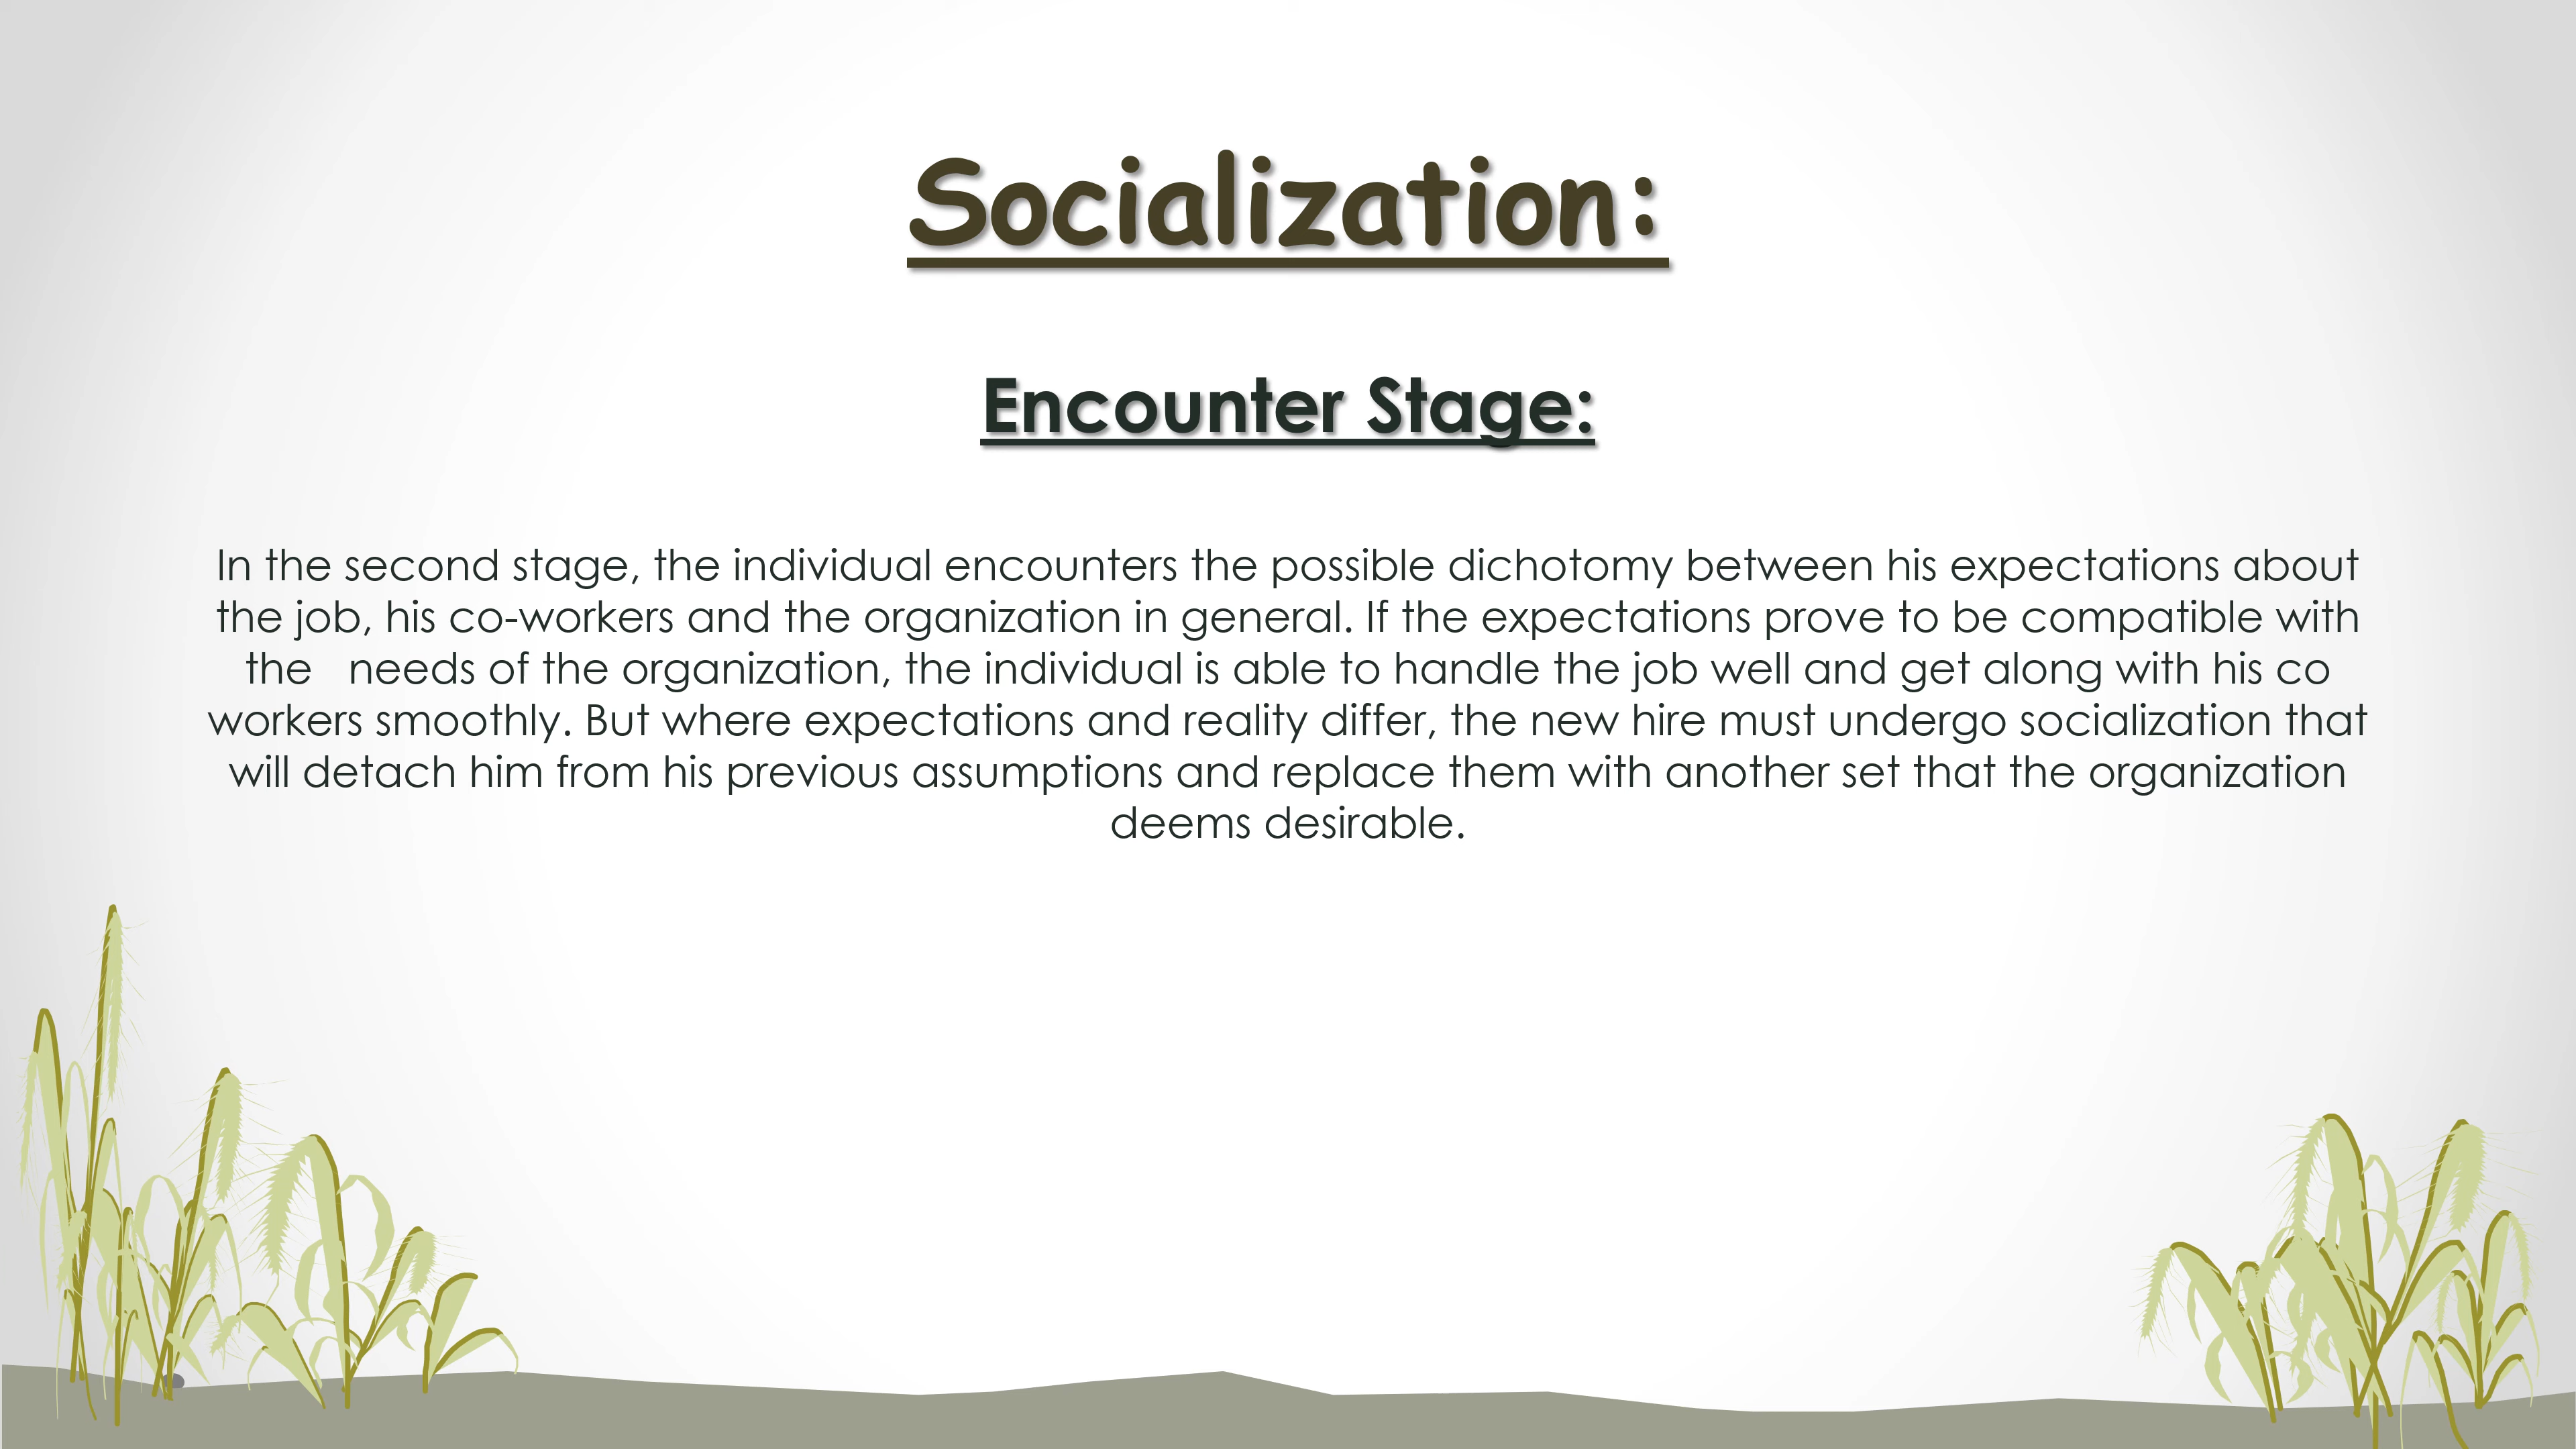 Socialization:
Encounter Stage:
In the second stage, the individual encounters the possible dichotomy between his expectations about
the job, his co-workers and the organization in general. If the expectations prove to be compatible with
the   needs of the organization, the individual is able to handle the job well and get along with his co
workers smoothly. But where expectations and reality differ, the new hire must undergo socialization that
will detach him from his previous assumptions and replace them with another set that the organization
deems desirable.